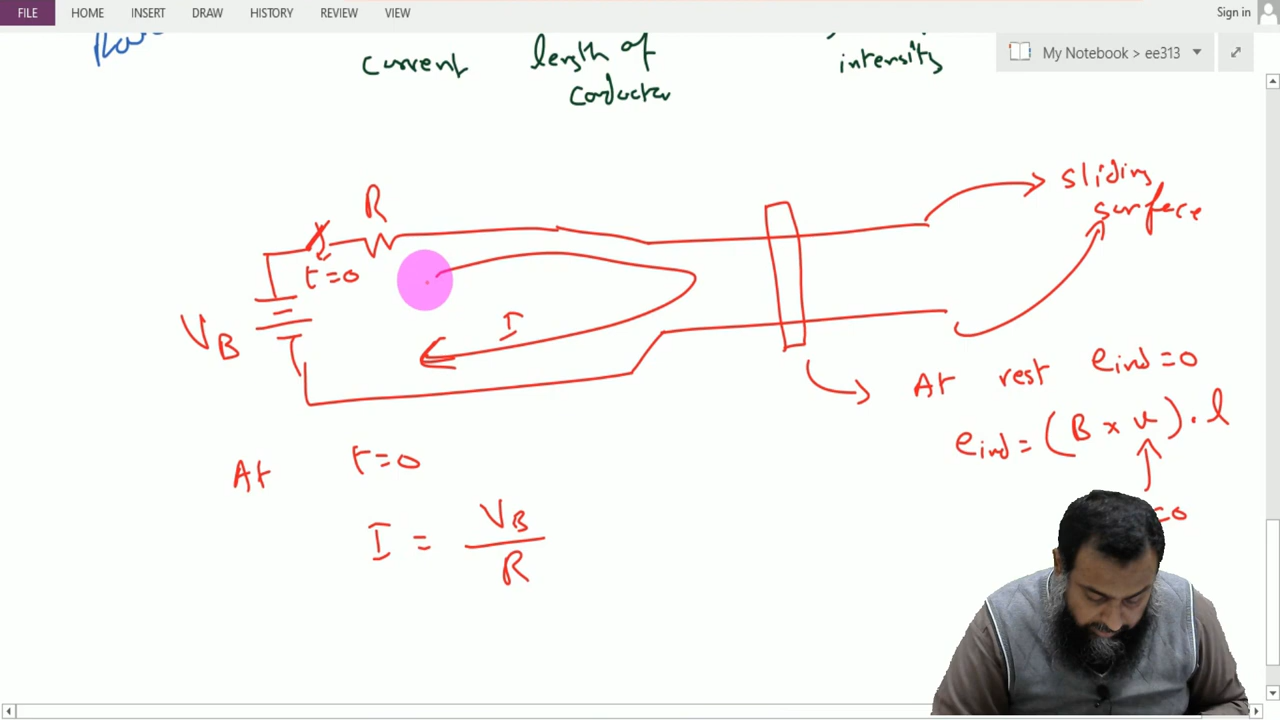 FILE HOME INSERT DRAW HISTORY REVIEW VIEW
Sign in
My Notebook > ee313
current
length of
conductor
intensity
R
t=0
VB
I
sliding
surface
At rest eind=0
eind= (B × v) . l
=0
At t=0
I = VB
R